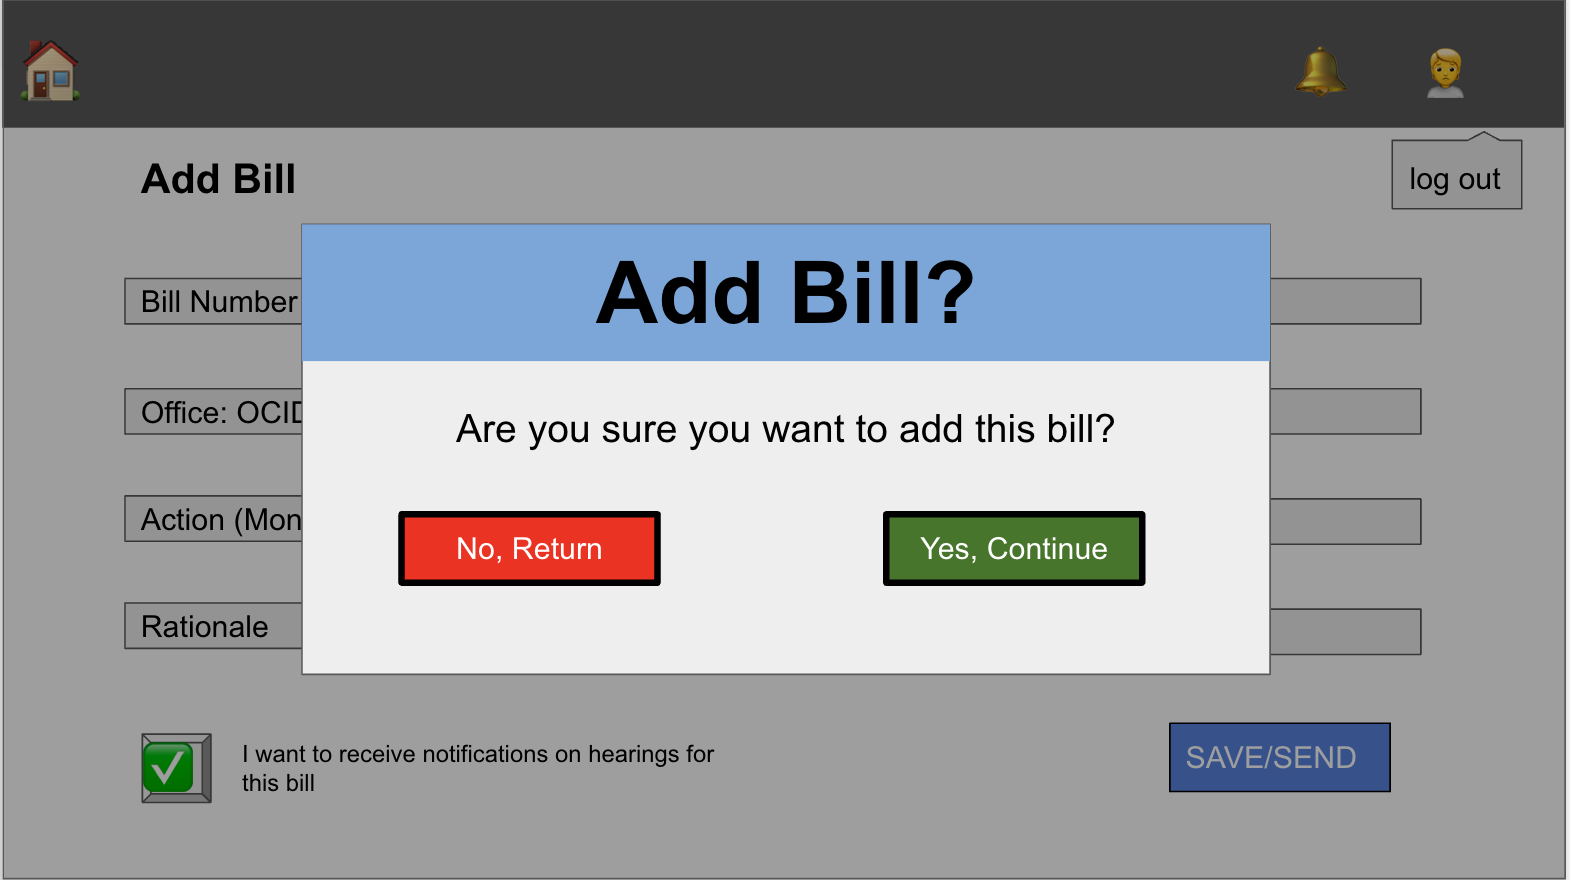 Add Bill
log out
Add Bill?
Bill Number
Office: OCID
Are you sure you want to add this bill?
Action (Mon
No, Return
Yes, Continue
Rationale
I want to receive notifications on hearings for
this bill
SAVE/SEND